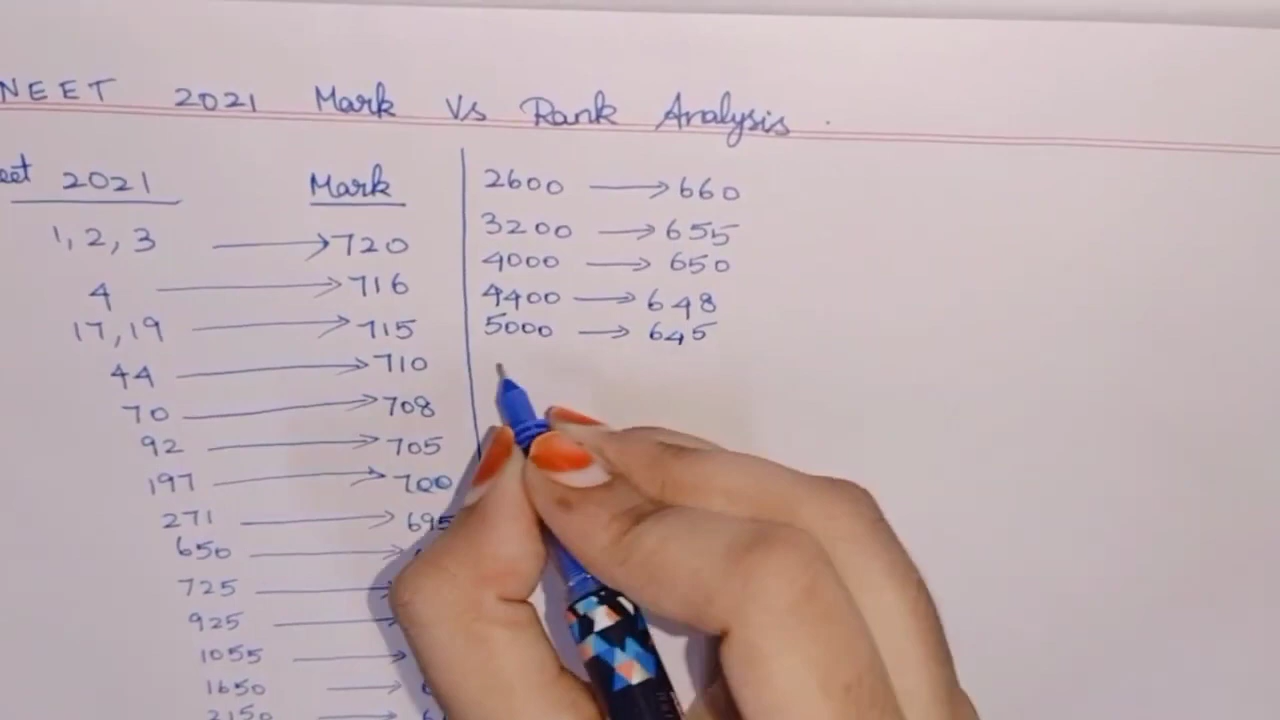 NEET 2021 Mark Vs Rank Analysis
eet 2021 Mark
1, 2, 3 → 720
4 → 716
17, 19 → 715
44 → 710
70 → 708
92 → 705
197 → 700
271 → 695
650 →
725 →
925 →
1055 →
1650 →
2150 →
2600 → 660
3200 → 655
4000 → 650
4400 → 648
5000 → 645